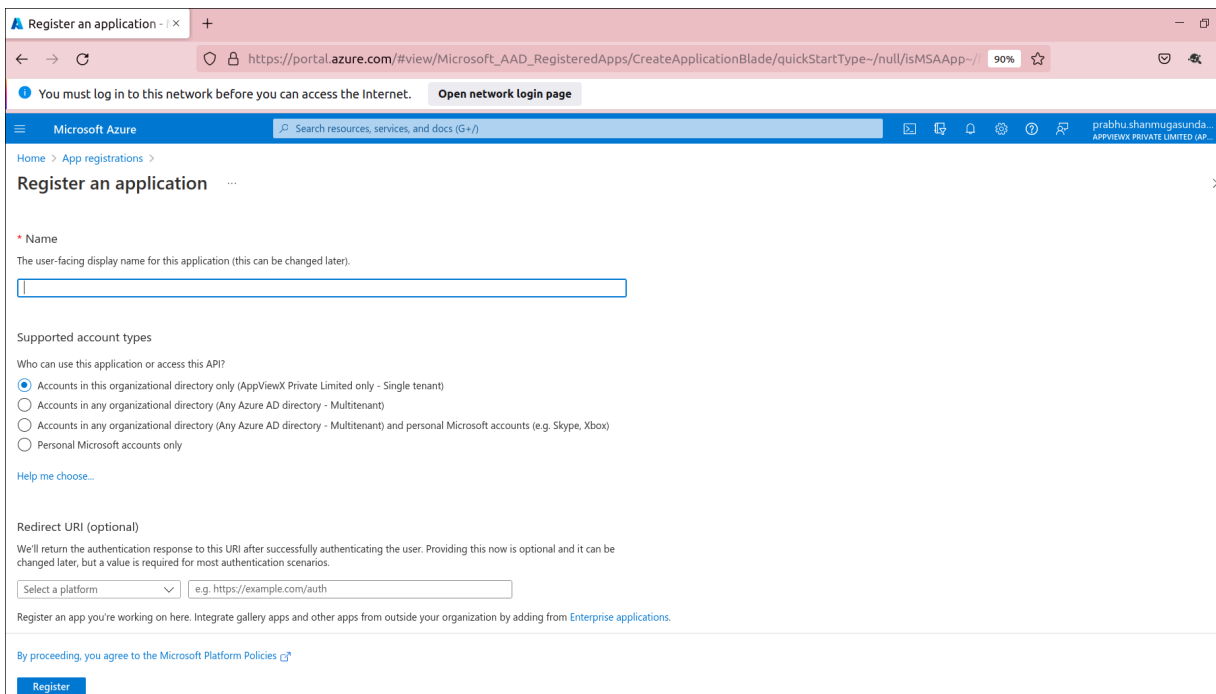 Register an application -
https://portal.azure.com/#view/Microsoft_AAD_RegisteredApps/CreateApplicationBlade/quickStartType~/null/isMSAApp~/
90%
You must log in to this network before you can access the Internet.
Open network login page
Microsoft Azure
Search resources, services, and docs (G+/)
prabhu.shanmugasunda...
APPVIEWX PRIVATE LIMITED (AP...
Home > App registrations >
Register an application ...
* Name
The user-facing display name for this application (this can be changed later).
Supported account types
Who can use this application or access this API?
Accounts in this organizational directory only (AppViewX Private Limited only - Single tenant)
Accounts in any organizational directory (Any Azure AD directory - Multitenant)
Accounts in any organizational directory (Any Azure AD directory - Multitenant) and personal Microsoft accounts (e.g. Skype, Xbox)
Personal Microsoft accounts only
Help me choose...
Redirect URI (optional)
We'll return the authentication response to this URI after successfully authenticating the user. Providing this now is optional and it can be
changed later, but a value is required for most authentication scenarios.
Select a platform
e.g. https://example.com/auth
Register an app you're working on here. Integrate gallery apps and other apps from outside your organization by adding from Enterprise applications.
By proceeding, you agree to the Microsoft Platform Policies
Register